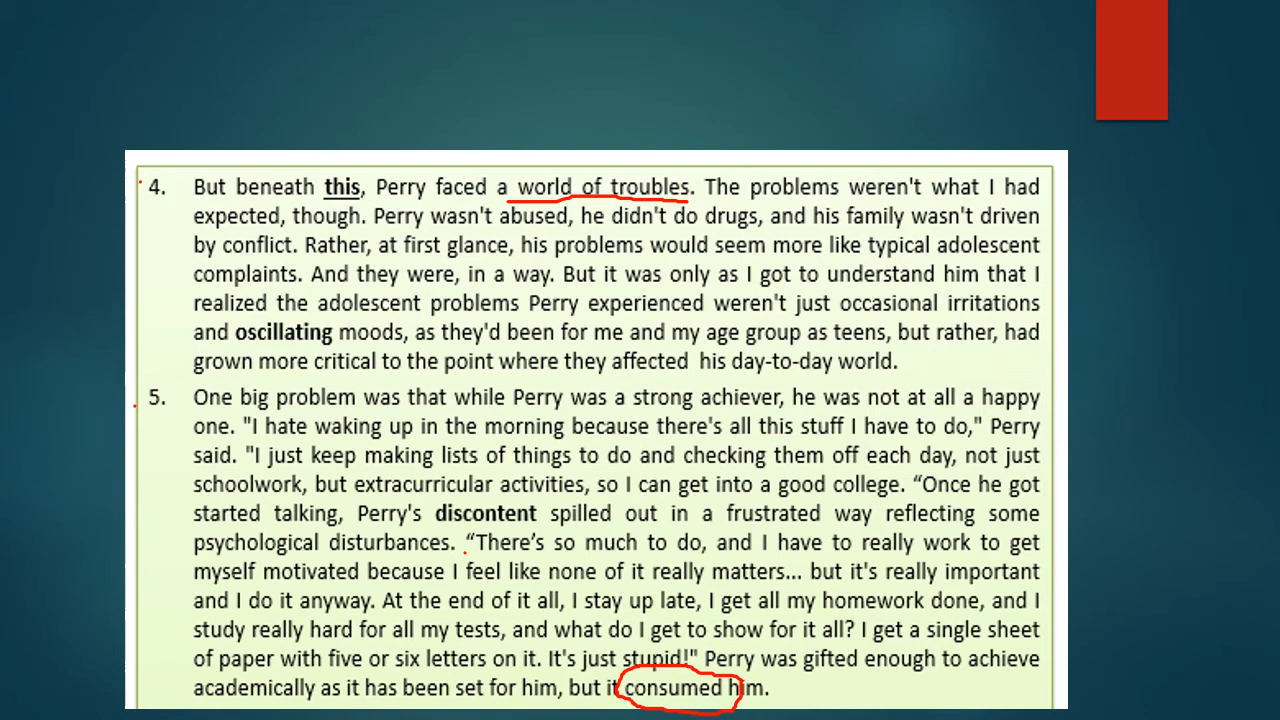 4. But beneath this, Perry faced a world of troubles. The problems weren't what I had
expected, though. Perry wasn't abused, he didn't do drugs, and his family wasn't driven
by conflict. Rather, at first glance, his problems would seem more like typical adolescent
complaints. And they were, in a way. But it was only as I got to understand him that I
realized the adolescent problems Perry experienced weren't just occasional irritations
and oscillating moods, as they'd been for me and my age group as teens, but rather, had
grown more critical to the point where they affected his day-to-day world.
5. One big problem was that while Perry was a strong achiever, he was not at all a happy
one. "I hate waking up in the morning because there's all this stuff I have to do," Perry
said. "I just keep making lists of things to do and checking them off each day, not just
schoolwork, but extracurricular activities, so I can get into a good college. “Once he got
started talking, Perry's discontent spilled out in a frustrated way reflecting some
psychological disturbances. “There’s so much to do, and I have to really work to get
myself motivated because I feel like none of it really matters... but it's really important
and I do it anyway. At the end of it all, I stay up late, I get all my homework done, and I
study really hard for all my tests, and what do I get to show for it all? I get a single sheet
of paper with five or six letters on it. It's just stupid!" Perry was gifted enough to achieve
academically as it has been set for him, but it consumed him.